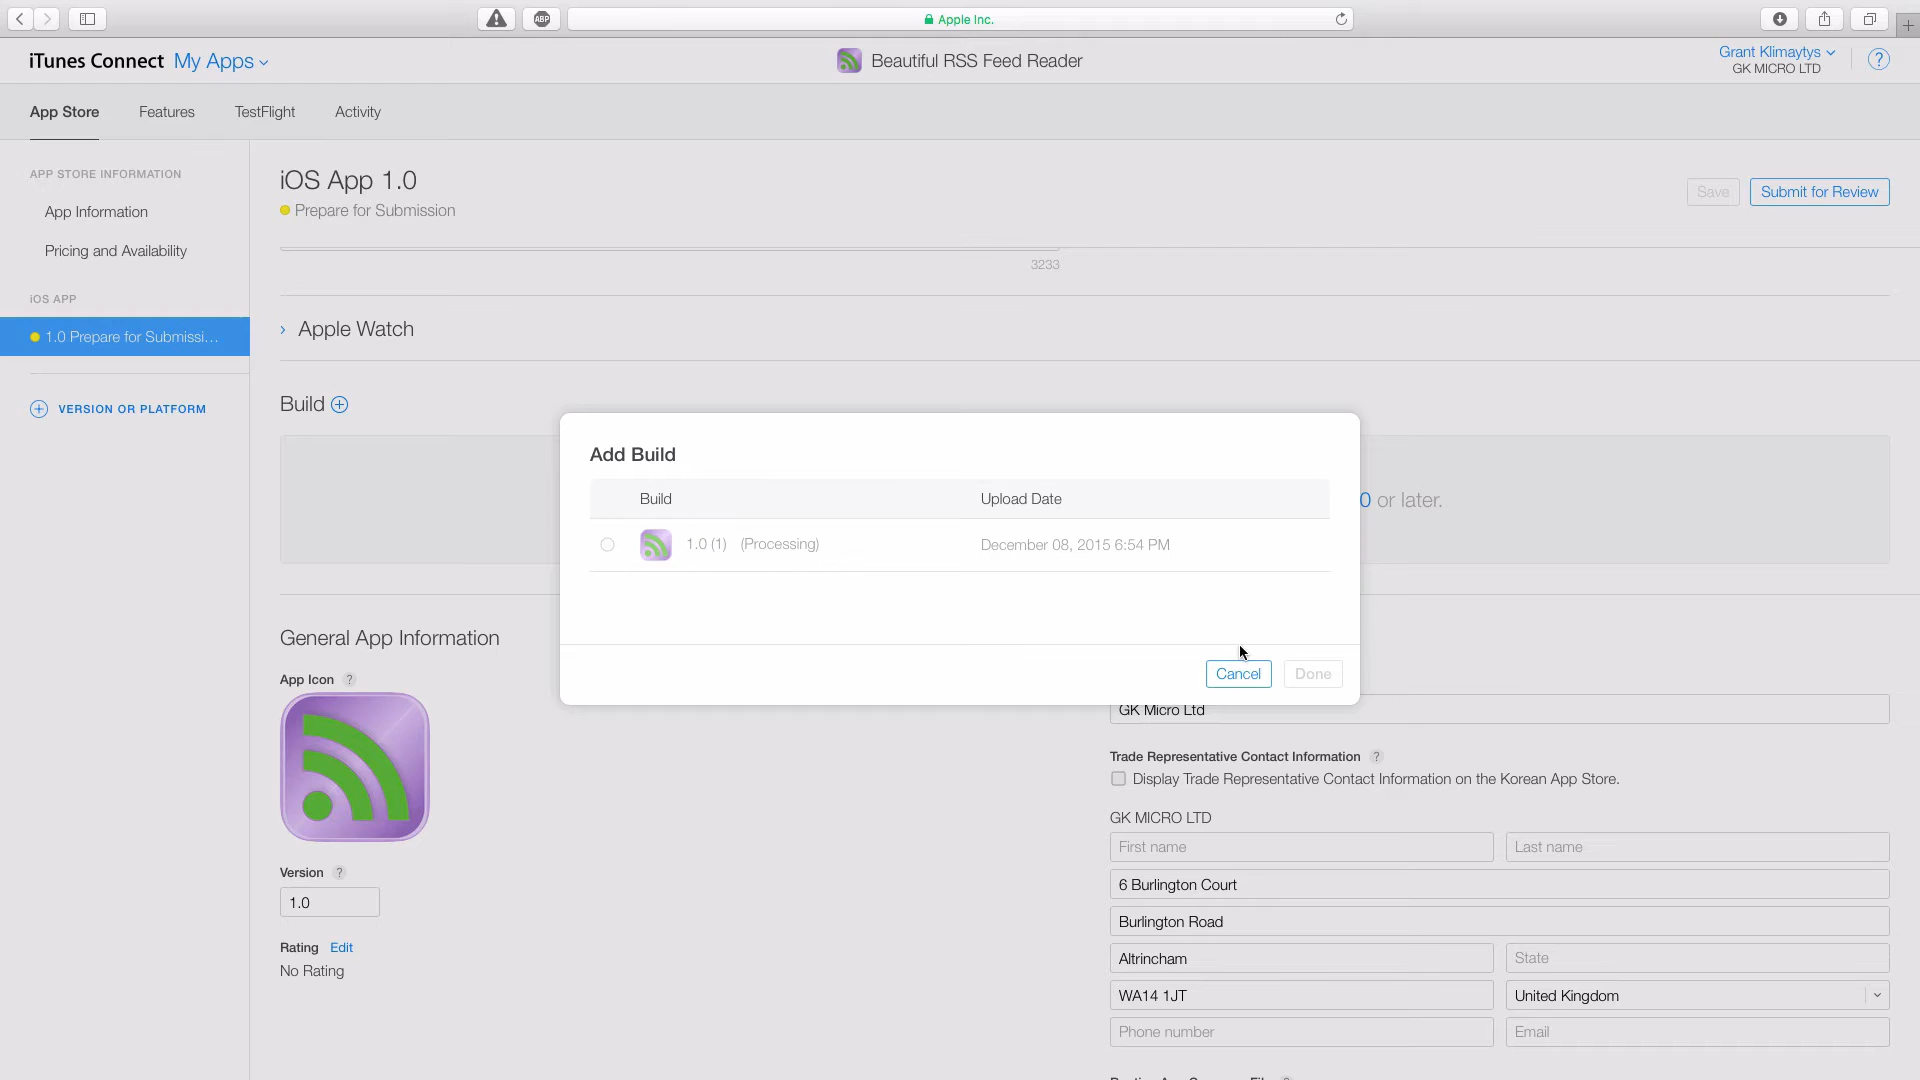 ABP
Apple Inc.
iTunes Connect My Apps
Beautiful RSS Feed Reader
Grant Klimaytys
GK MICRO LTD
?
App Store Features TestFlight Activity
APP STORE INFORMATION
App Information
Pricing and Availability
iOS APP
1.0 Prepare for Submissi...
VERSION OR PLATFORM
iOS App 1.0
Prepare for Submission
Save Submit for Review
3233
Apple Watch
Build
0 or later.
Add Build
Build Upload Date
1.0 (1) (Processing) December 08, 2015 6:54 PM
Cancel Done
General App Information
App Icon ?
Version ?
1.0
Rating Edit
No Rating
GK Micro Ltd
Trade Representative Contact Information ?
Display Trade Representative Contact Information on the Korean App Store.
GK MICRO LTD
First name Last name
6 Burlington Court
Burlington Road
Altrincham State
WA14 1JT United Kingdom
Phone number Email